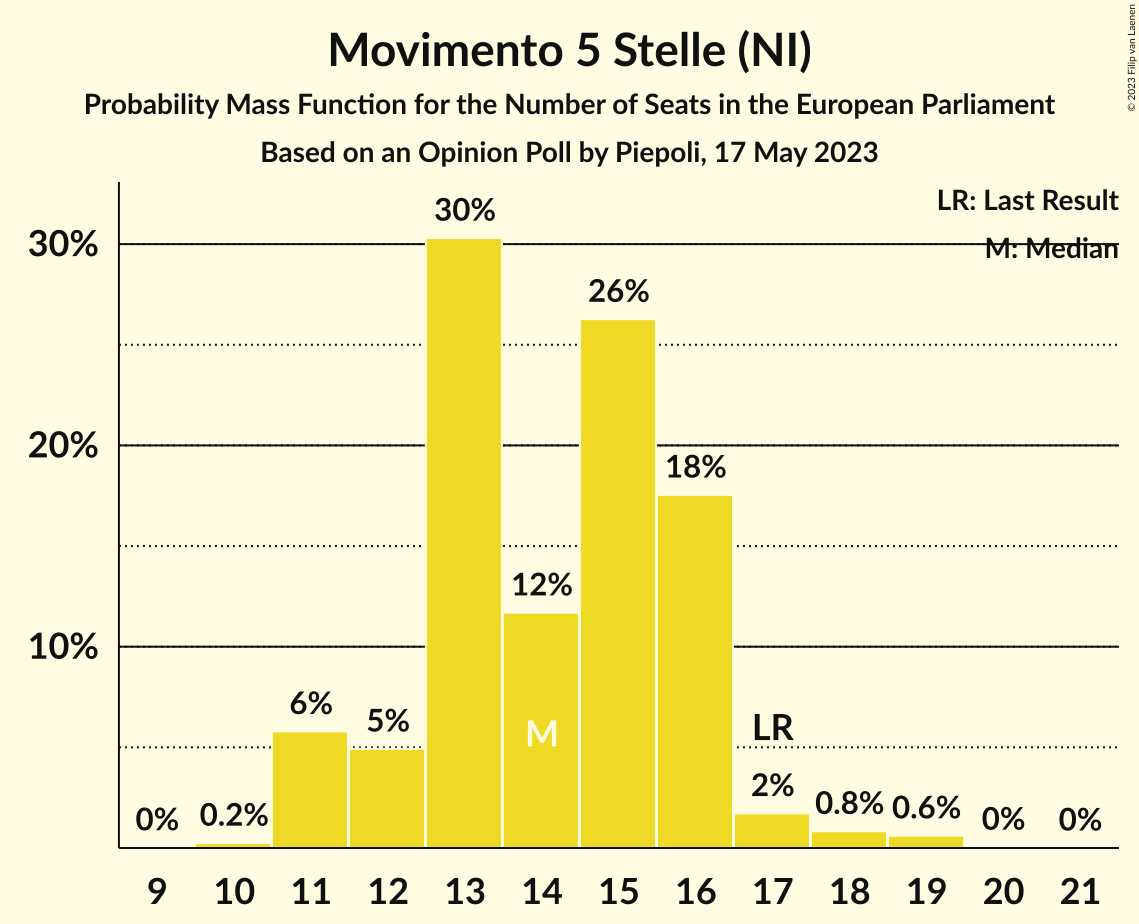 Movimento 5 Stelle (NI)
Probability Mass Function for the Number of Seats in the European Parliament
Based on an Opinion Poll by Piepoli, 17 May 2023
© 2023 Filip van Laenen
LR: Last Result
M: Median
30%
20%
10%
0%
0.2%
6%
5%
30%
12%
26%
18%
2%
0.8%
0.6%
0%
0%
M
LR
9 10 11 12 13 14 15 16 17 18 19 20 21